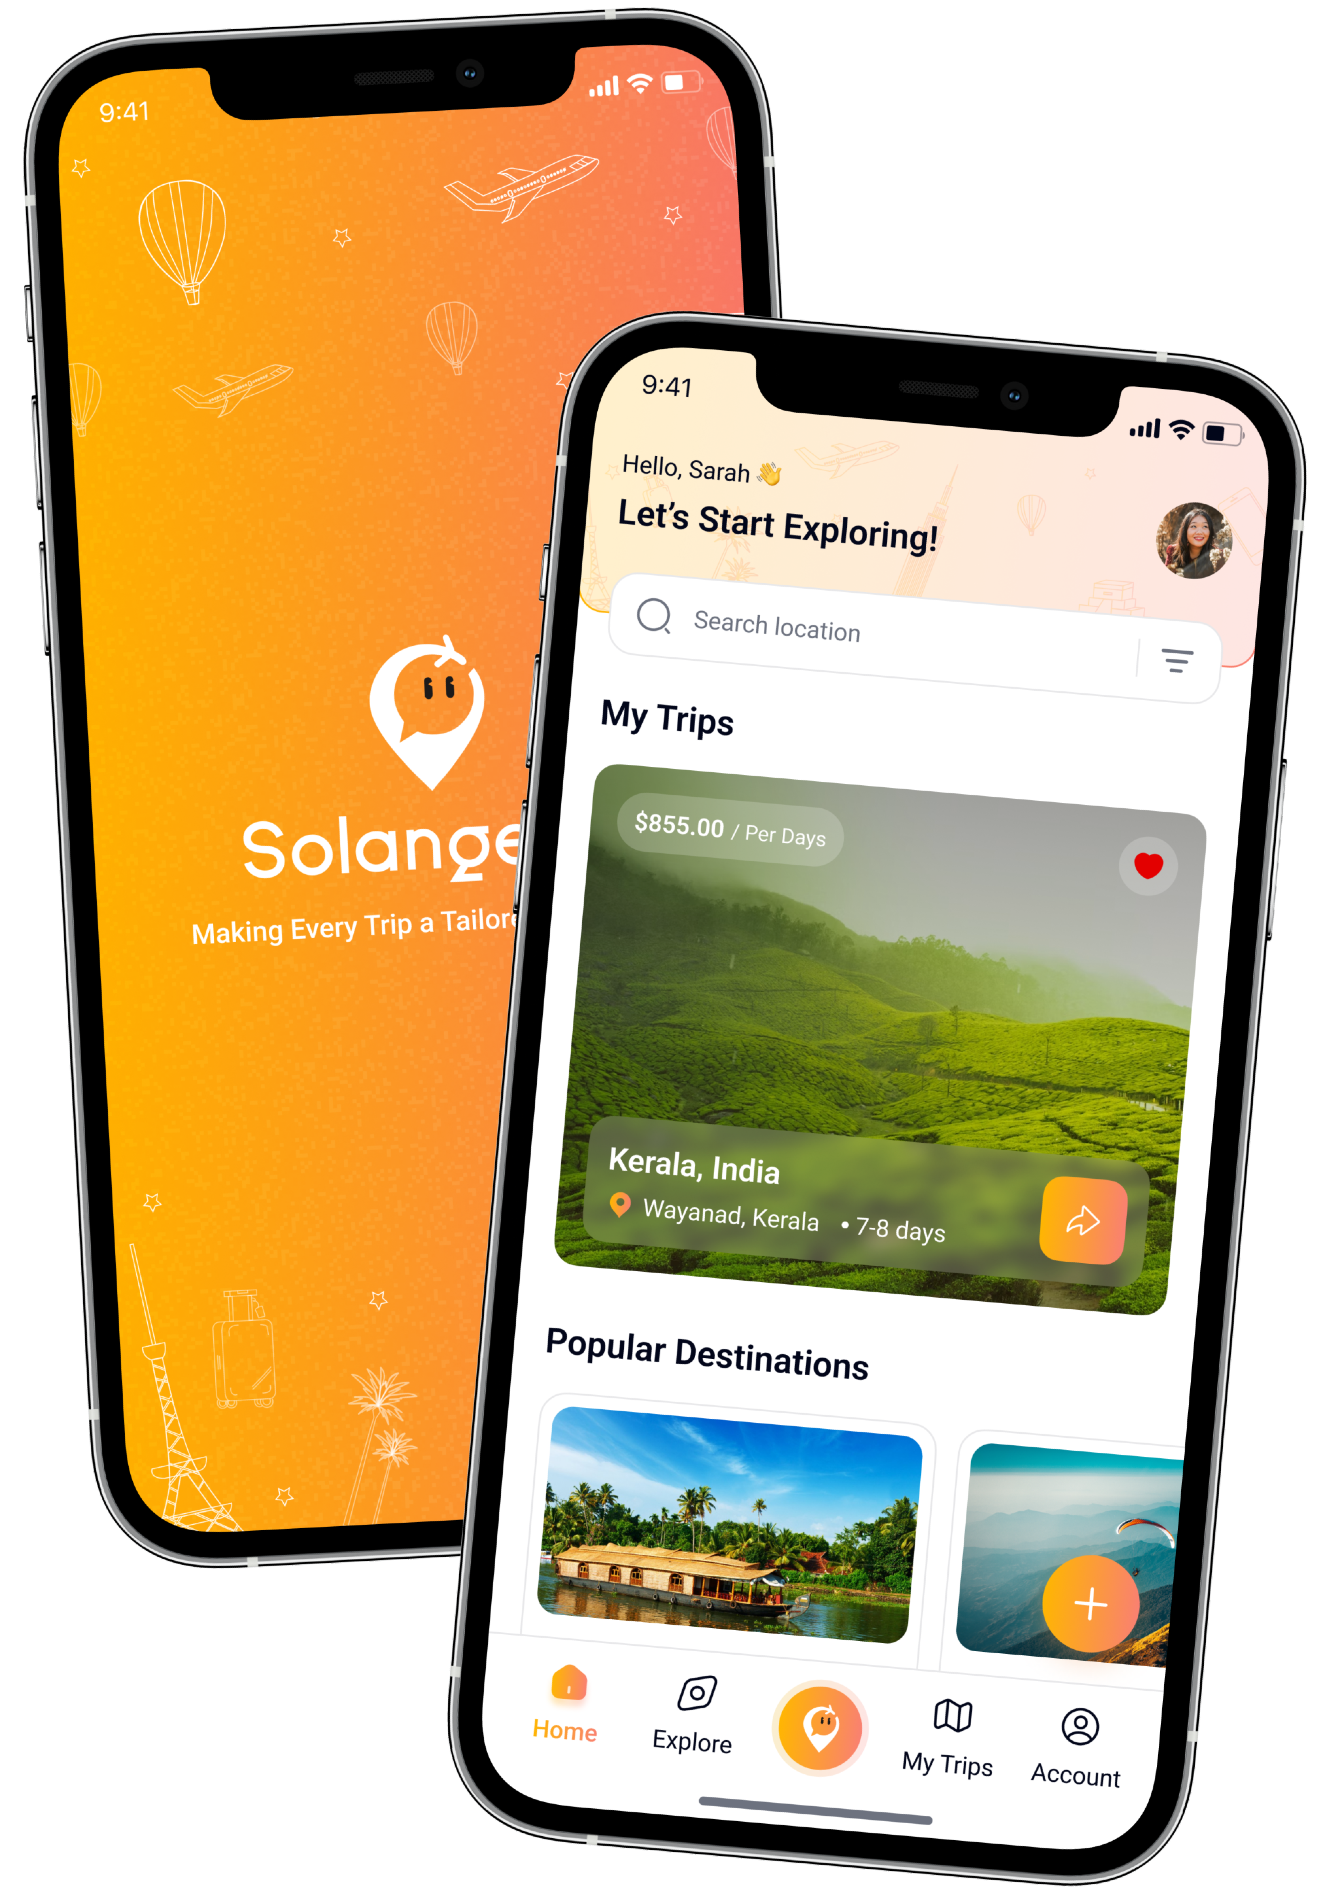 9:41
Solange
Making Every Trip a
9:41
Hello, Sarah 👋
Let's Start Exploring!
Search location
My Trips
$855.00 / Per Days
Kerala, India
Wayanad, Kerala • 7-8 days
Popular Destinations
Home
Explore
My Trips
Account